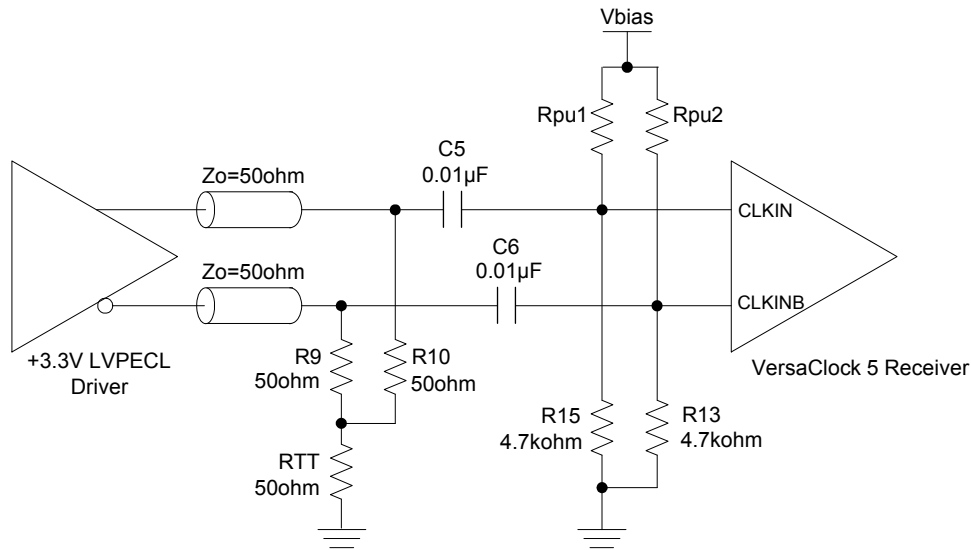 Vbias
Rpu1
Rpu2
C5
0.01µF
Zo=50ohm
CLKIN
C6
0.01µF
Zo=50ohm
CLKINB
+3.3V LVPECL
Driver
R9
50ohm
R10
50ohm
VersaClock 5 Receiver
R15
4.7kohm
R13
4.7kohm
RTT
50ohm